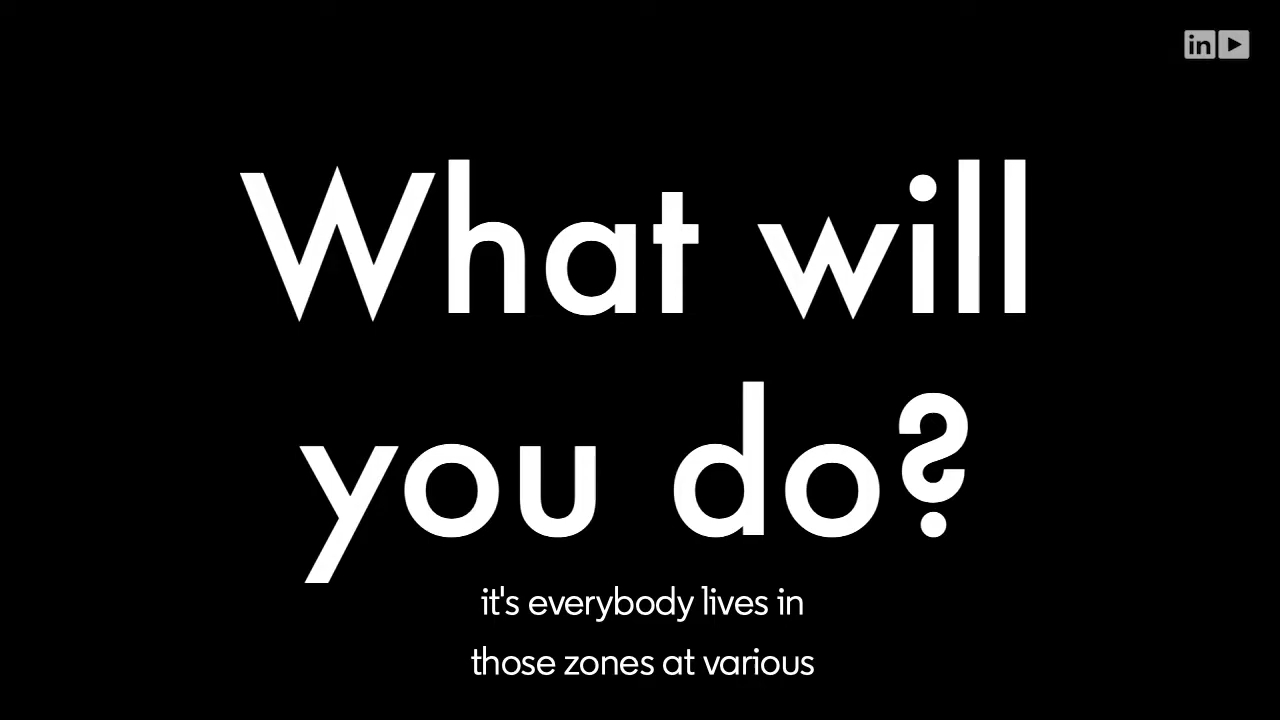 in
What will
you do?
it's everybody lives in
those zones at various